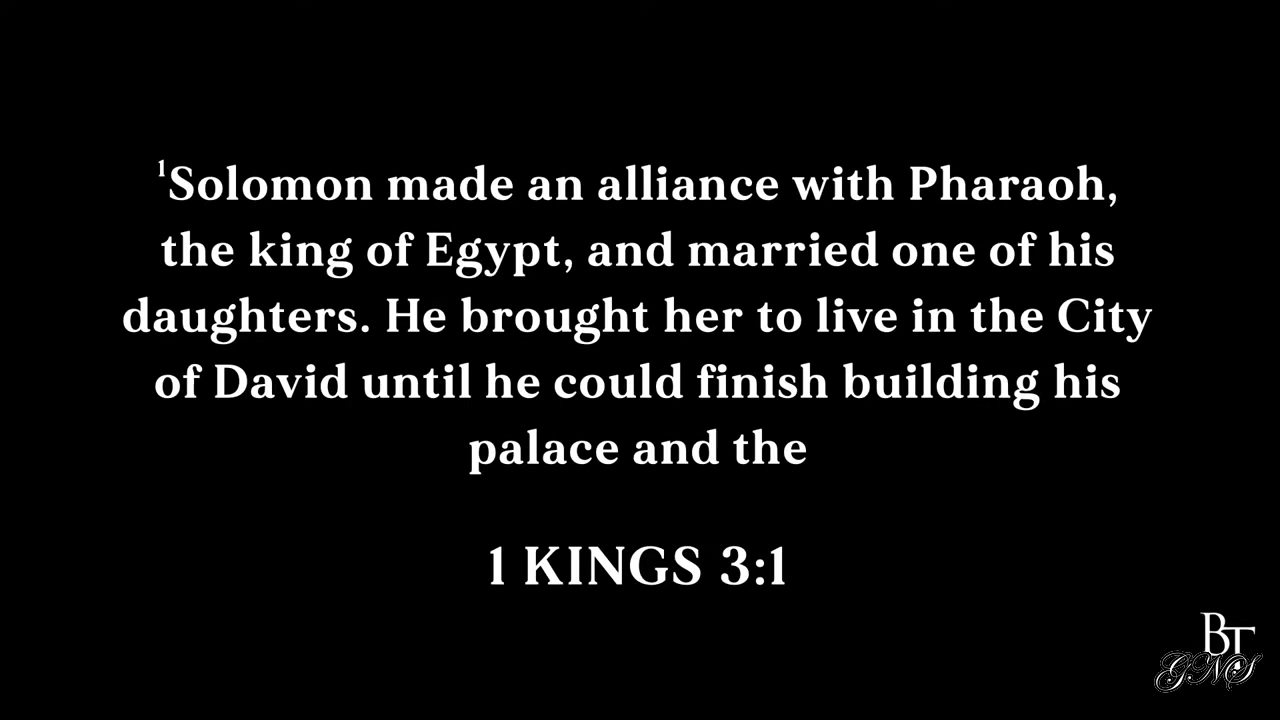 ¹Solomon made an alliance with Pharaoh,
the king of Egypt, and married one of his
daughters. He brought her to live in the City
of David until he could finish building his
palace and the
1 KINGS 3:1
BT
GNS